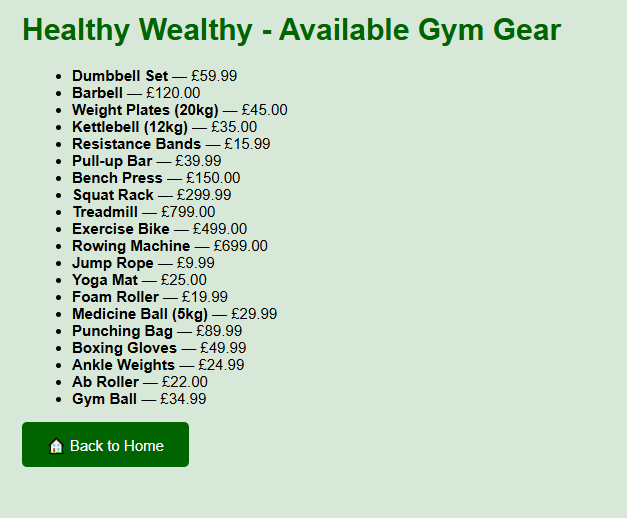 Healthy Wealthy - Available Gym Gear
Dumbbell Set — £59.99
Barbell — £120.00
Weight Plates (20kg) — £45.00
Kettlebell (12kg) — £35.00
Resistance Bands — £15.99
Pull-up Bar — £39.99
Bench Press — £150.00
Squat Rack — £299.99
Treadmill — £799.00
Exercise Bike — £499.00
Rowing Machine — £699.00
Jump Rope — £9.99
Yoga Mat — £25.00
Foam Roller — £19.99
Medicine Ball (5kg) — £29.99
Punching Bag — £89.99
Boxing Gloves — £49.99
Ankle Weights — £24.99
Ab Roller — £22.00
Gym Ball — £34.99
Back to Home